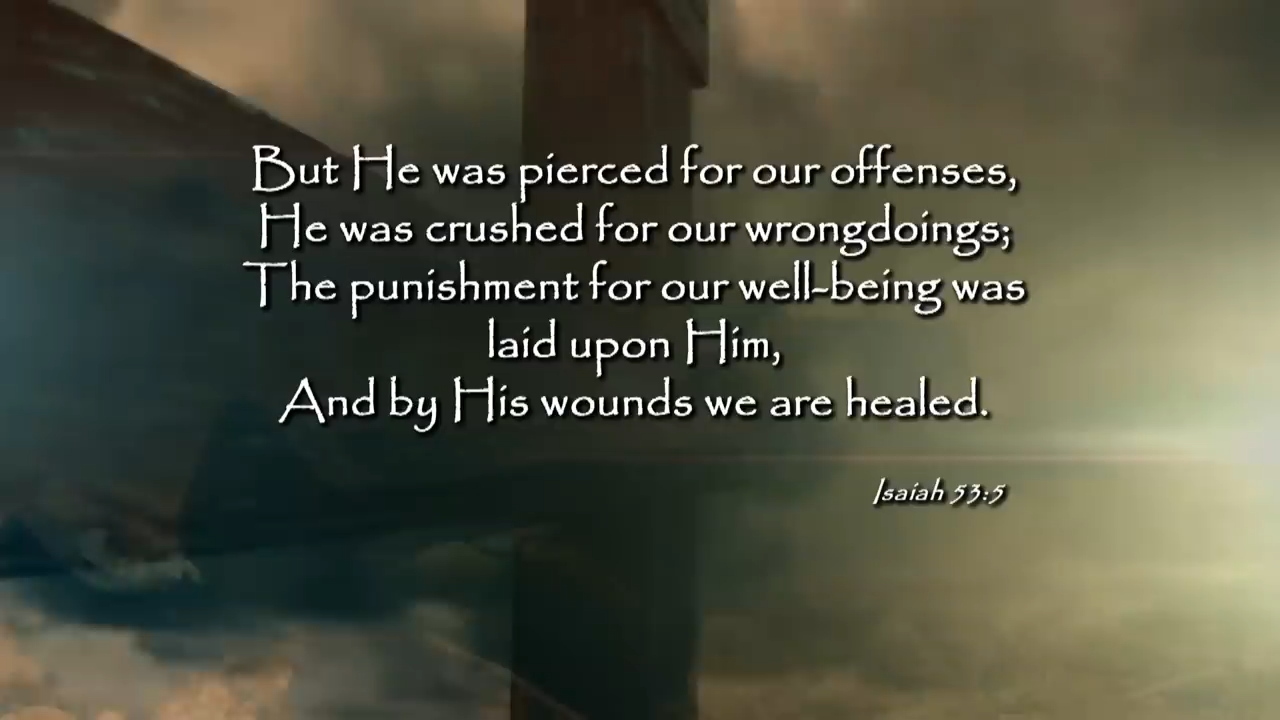 But He was pierced for our offenses,
He was crushed for our wrongdoings;
The punishment for our well-being was
laid upon Him,
And by His wounds we are healed.
Isaiah 53:5